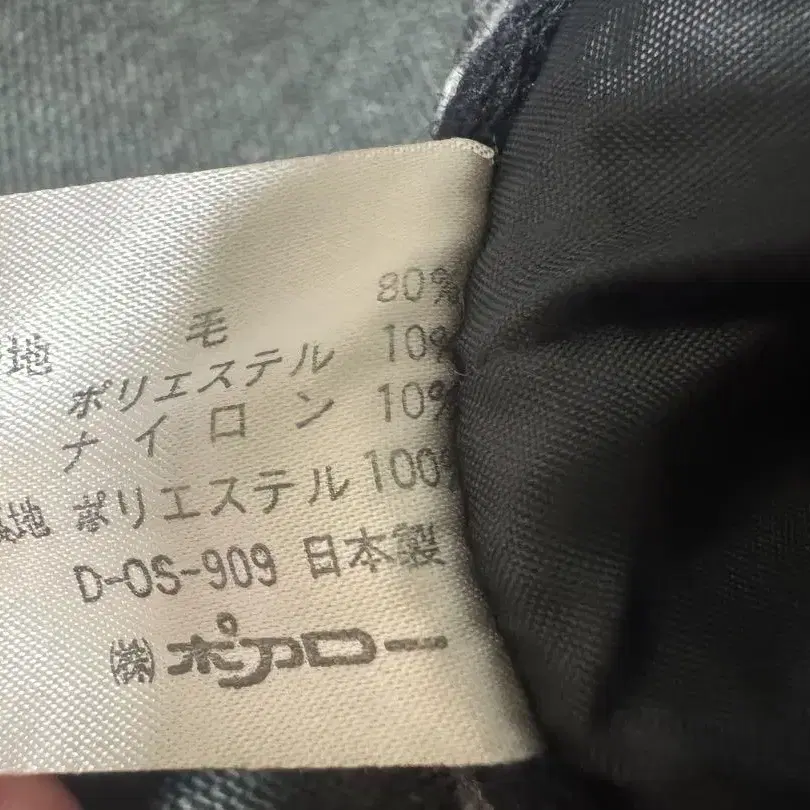 毛 80%
地 ポリエステル 10%
ナイロン 10%
地 ポリエステル 100%
D-OS-909 日本製
㈱ポカロー